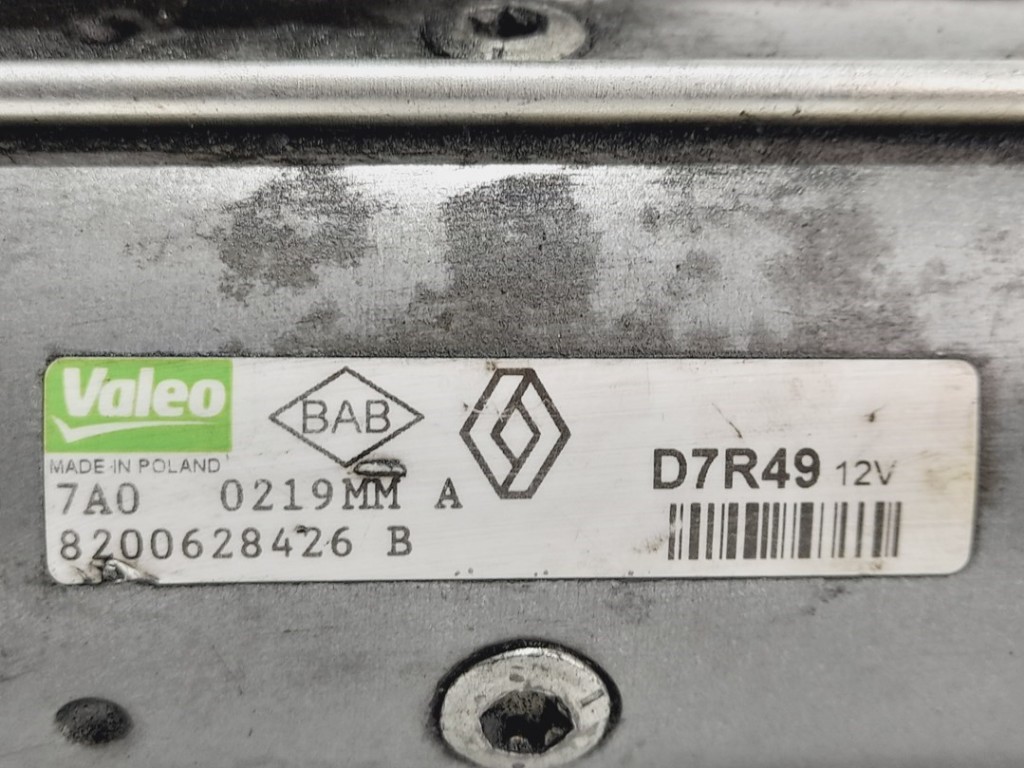 Valeo
BAB
MADE IN POLAND
7A0 0219MM A
8200628426 B
D7R49 12V